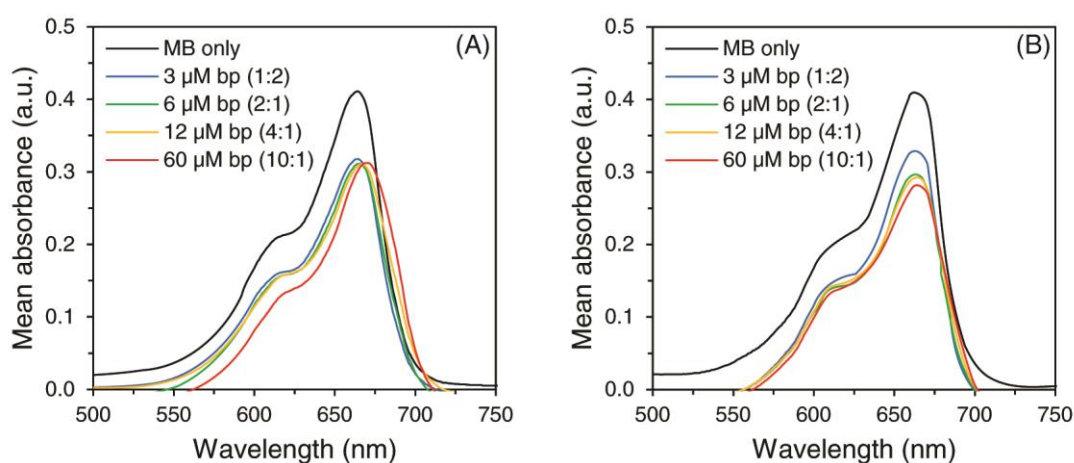 (A)
MB only
3 µM bp (1:2)
6 µM bp (2:1)
12 µM bp (4:1)
60 µM bp (10:1)
0.5
0.4
0.3
0.2
0.1
0.0
Mean absorbance (a.u.)
500 550 600 650 700 750
Wavelength (nm)
(B)
MB only
3 µM bp (1:2)
6 µM bp (2:1)
12 µM bp (4:1)
60 µM bp (10:1)
0.5
0.4
0.3
0.2
0.1
0.0
Mean absorbance (a.u.)
500 550 600 650 700 750
Wavelength (nm)